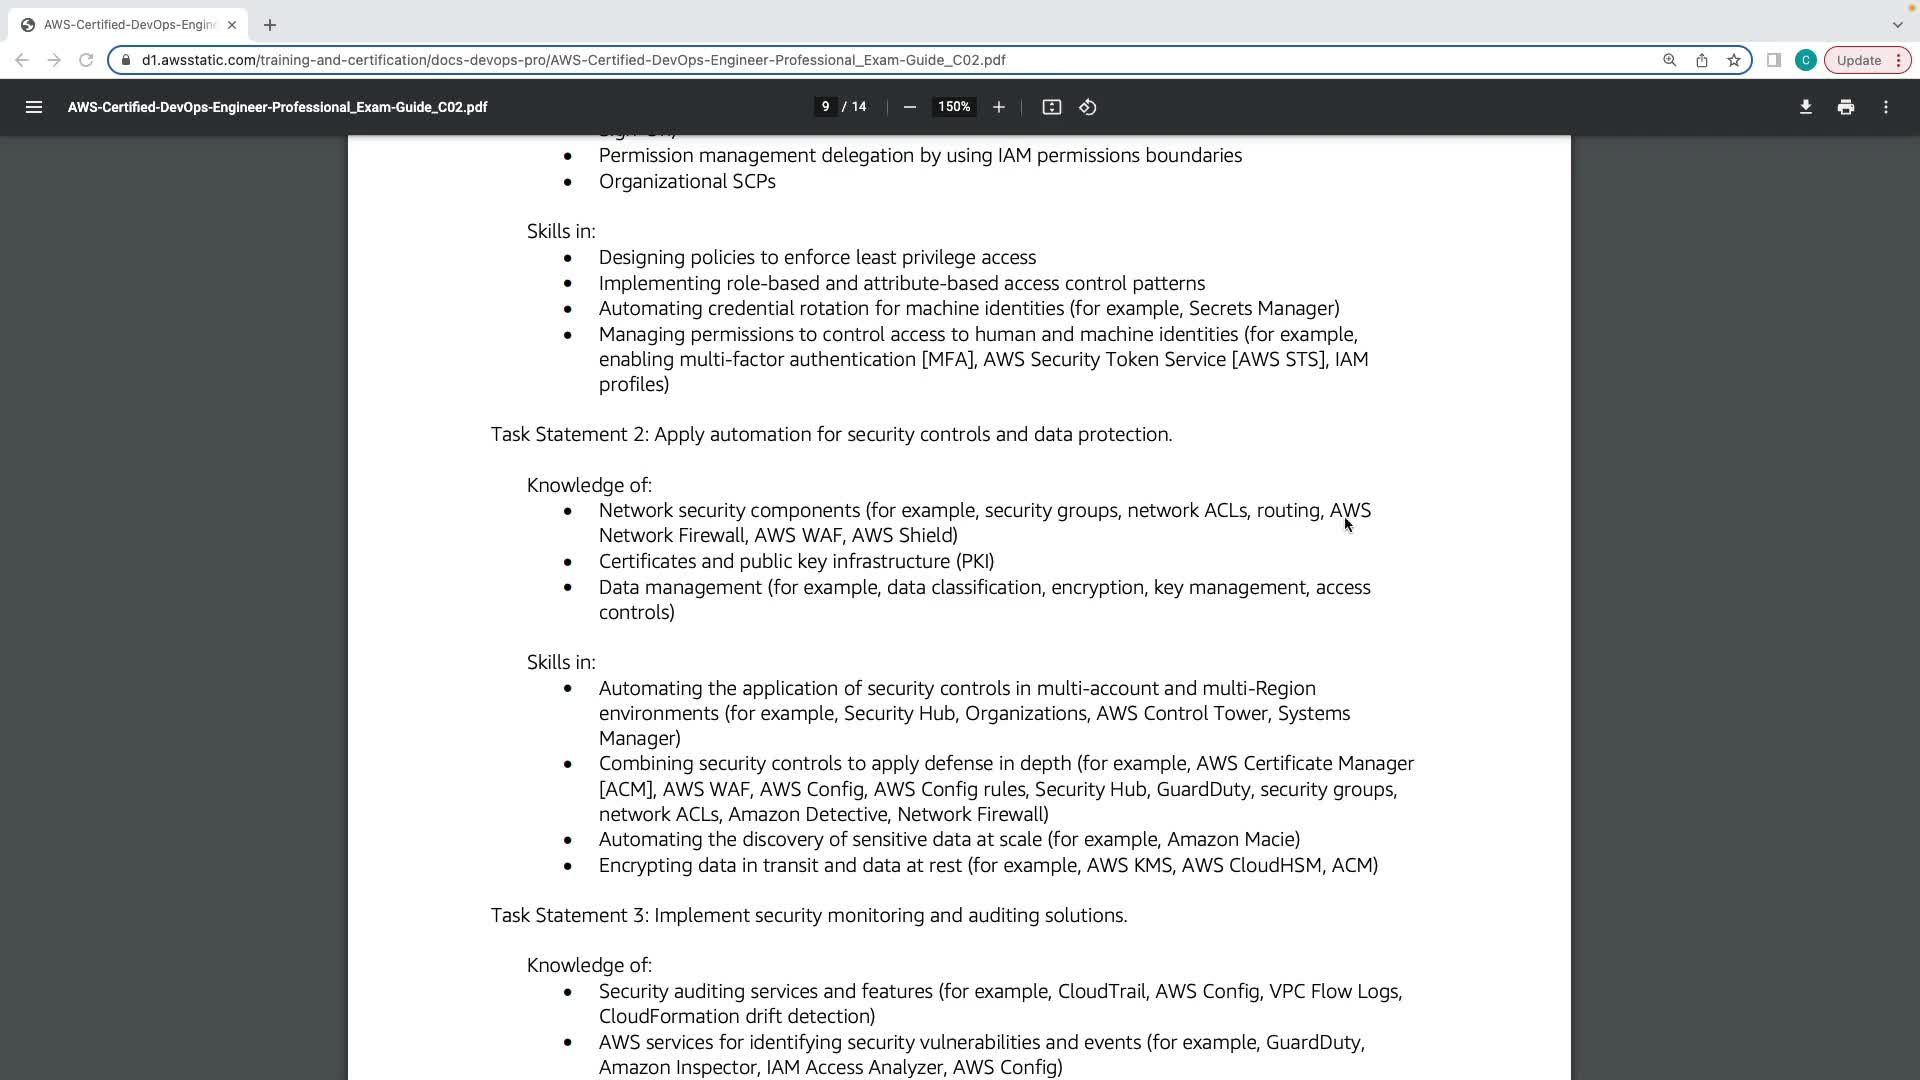 AWS-Certified-DevOps-Engin
d1.awsstatic.com/training-and-certification/docs-devops-pro/AWS-Certified-DevOps-Engineer-Professional_Exam-Guide_C02.pdf
C
Update
AWS-Certified-DevOps-Engineer-Professional_Exam-Guide_C02.pdf
9 / 14
150%
• Permission management delegation by using IAM permissions boundaries
• Organizational SCPs
Skills in:
• Designing policies to enforce least privilege access
• Implementing role-based and attribute-based access control patterns
• Automating credential rotation for machine identities (for example, Secrets Manager)
• Managing permissions to control access to human and machine identities (for example,
enabling multi-factor authentication [MFA], AWS Security Token Service [AWS STS], IAM
profiles)
Task Statement 2: Apply automation for security controls and data protection.
Knowledge of:
• Network security components (for example, security groups, network ACLs, routing, AWS
Network Firewall, AWS WAF, AWS Shield)
• Certificates and public key infrastructure (PKI)
• Data management (for example, data classification, encryption, key management, access
controls)
Skills in:
• Automating the application of security controls in multi-account and multi-Region
environments (for example, Security Hub, Organizations, AWS Control Tower, Systems
Manager)
• Combining security controls to apply defense in depth (for example, AWS Certificate Manager
[ACM], AWS WAF, AWS Config, AWS Config rules, Security Hub, GuardDuty, security groups,
network ACLs, Amazon Detective, Network Firewall)
• Automating the discovery of sensitive data at scale (for example, Amazon Macie)
• Encrypting data in transit and data at rest (for example, AWS KMS, AWS CloudHSM, ACM)
Task Statement 3: Implement security monitoring and auditing solutions.
Knowledge of:
• Security auditing services and features (for example, CloudTrail, AWS Config, VPC Flow Logs,
CloudFormation drift detection)
• AWS services for identifying security vulnerabilities and events (for example, GuardDuty,
Amazon Inspector, IAM Access Analyzer, AWS Config)